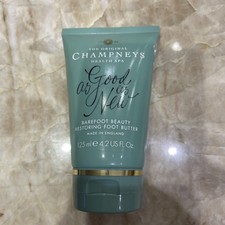 THE ORIGINAL
CHAMPNEYS
HEALTH SPA
Good
as as
New
BAREFOOT BEAUTY
RESTORING FOOT BUTTER
125 ml e 4.2 US Fl. Oz.
MADE IN ENGLAND